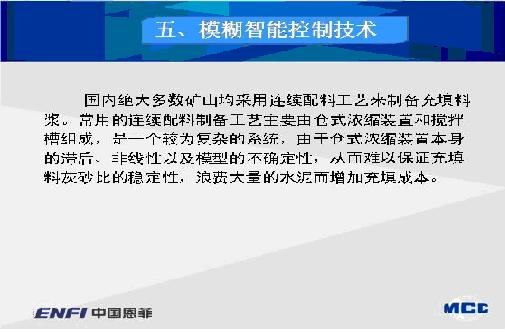 五、模糊智能控制技术
国内绝大多数矿山均采用连续配料工艺来制备充填料
浆。常用的连续配料制备工艺主要由仓式浓缩装置和搅拌
槽组成，是一个较为复杂的系统，由于仓式浓缩装置本身
的滞后、非线性以及模型的不确定性，从而难以保证充填
料灰砂比的稳定性，浪费大量的水泥而增加充填成本。
ENFI 中国恩菲
MCC